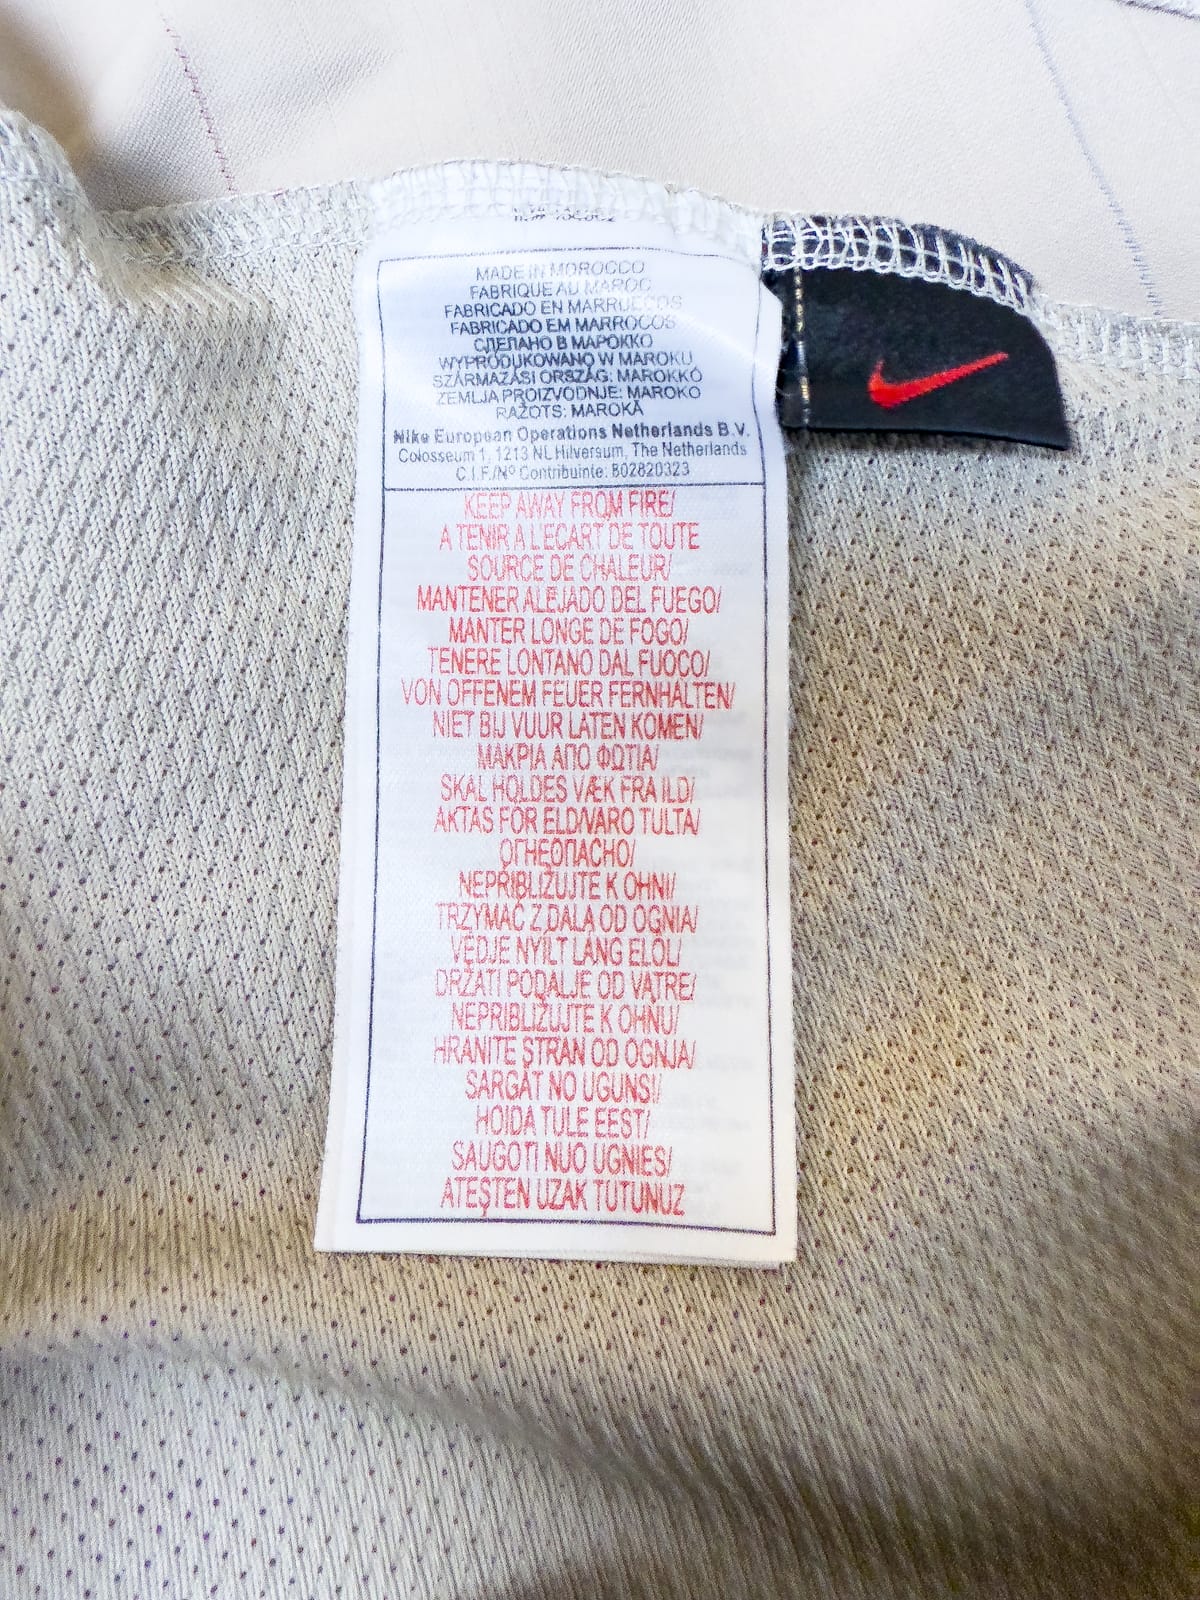 MADE IN MOROCCO
FABRIQUE AU MAROC
FABRICADO EN MARRUECOS
FABRICADO EM MARROCOS
СДЕЛАНО В МАРОККО
WYPRODUKOWANO W MAROKU
SZÁRMAZÁSI ORSZÁG: MAROKKÓ
ZEMLJA PROIZVODNJE: MAROKO
RAŽOTS: MAROKĀ
Nike European Operations Netherlands B.V.
Colosseum 1, 1213 NL Hilversum, The Netherlands
C.I.F./Nº Contribuinte: B02820323
KEEP AWAY FROM FIRE/
A TENIR A L'ECART DE TOUTE
SOURCE DE CHALEUR/
MANTENER ALEJADO DEL FUEGO/
MANTER LONGE DE FOGO/
TENERE LONTANO DAL FUOCO/
VON OFFENEM FEUER FERNHALTEN/
NIET BIJ VUUR LATEN KOMEN/
ΜΑΚΡΙΑ ΑΠΟ ΦΩΤΙΑ/
SKAL HOLDES VÆK FRA ILD/
AKTAS FÖR ELD/VARO TULTA/
ОГНЕОПАСНО/
NEPŘIBLIŽUJTE K OHNI/
TRZYMAĆ Z DALA OD OGNIA/
VÉDJE NYÍLT LÁNG ELŐL/
DRŽATI PODALJE OD VATRE/
NEPRIBLIŽUJTE K OHŇU/
HRANITE STRAN OD OGNJA/
SARGĀT NO UGUNS!/
HOIDA TULE EEST/
SAUGOTI NUO UGNIES/
ATEŞTEN UZAK TUTUNUZ